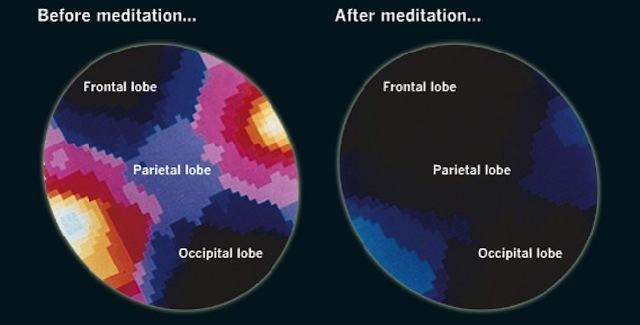 Before meditation...
Frontal lobe
Parietal lobe
Occipital lobe
After meditation...
Frontal lobe
Parietal lobe
Occipital lobe